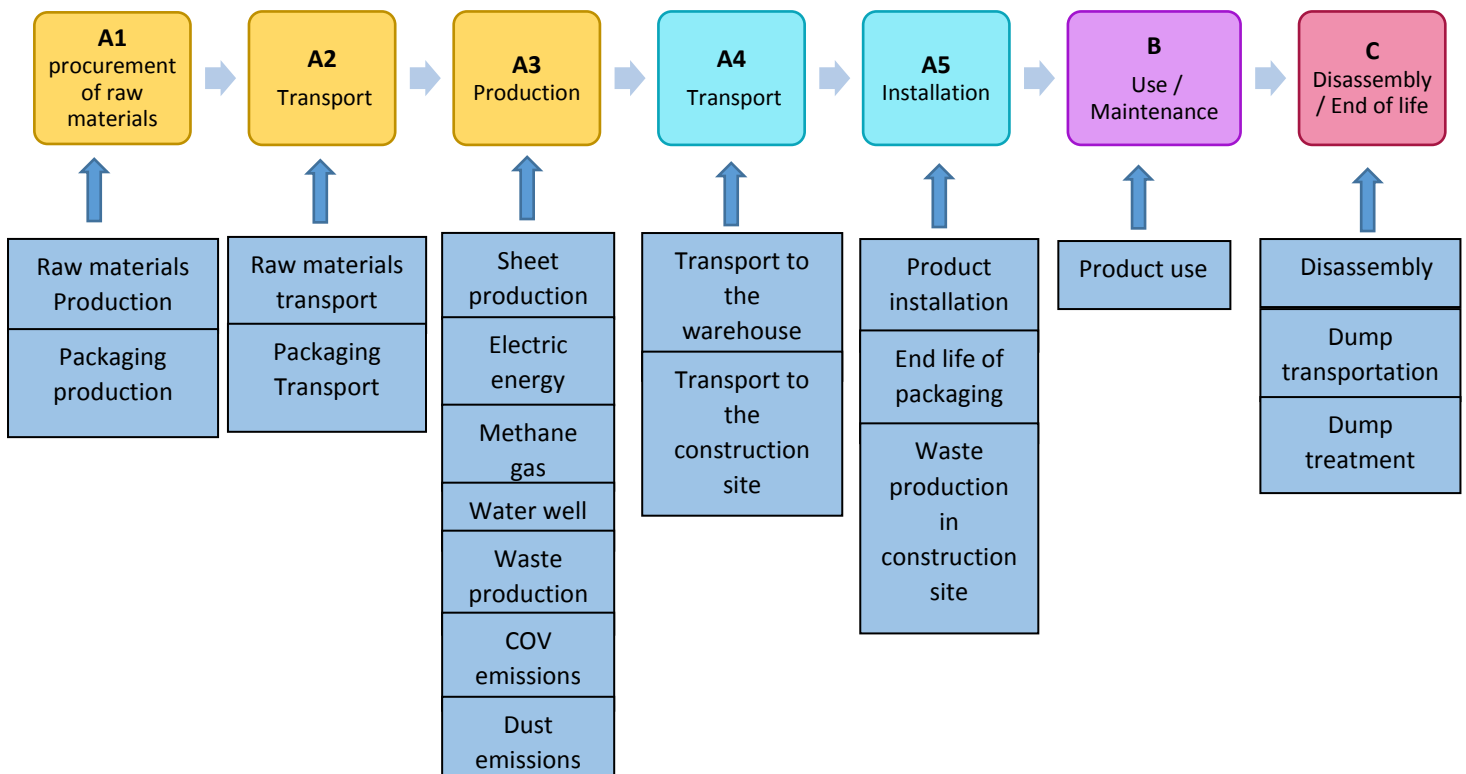 A1
procurement
of raw
materials
A2
Transport
A3
Production
A4
Transport
A5
Installation
B
Use /
Maintenance
C
Disassembly
/ End of life
Raw materials
Production
Packaging
production
Raw materials
transport
Packaging
Transport
Sheet
production
Electric
energy
Methane
gas
Water well
Waste
production
COV
emissions
Dust
emissions
Transport to
the
warehouse
Transport to
the
construction
site
Product
installation
End life of
packaging
Waste
production
in
construction
site
Product use
Disassembly
Dump
transportation
Dump
treatment